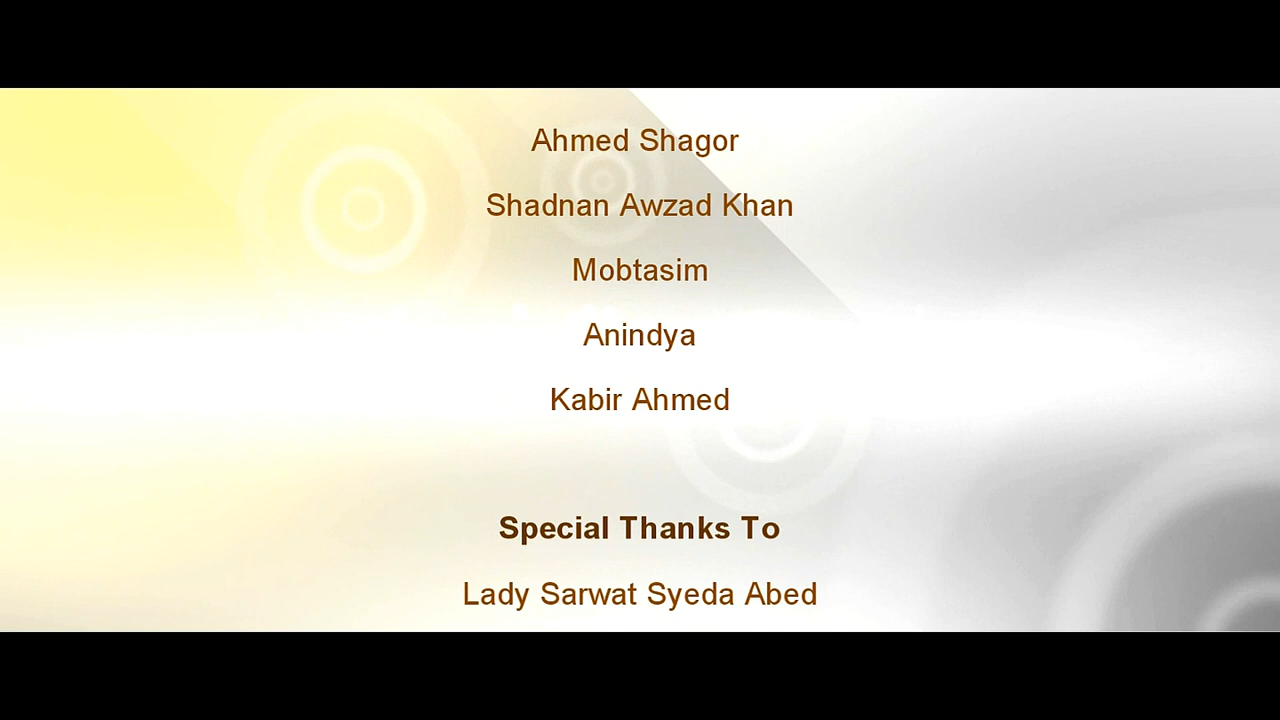 Ahmed Shagor
Shadnan Awzad Khan
Mobtasim
Anindya
Kabir Ahmed
Special Thanks To
Lady Sarwat Syeda Abed